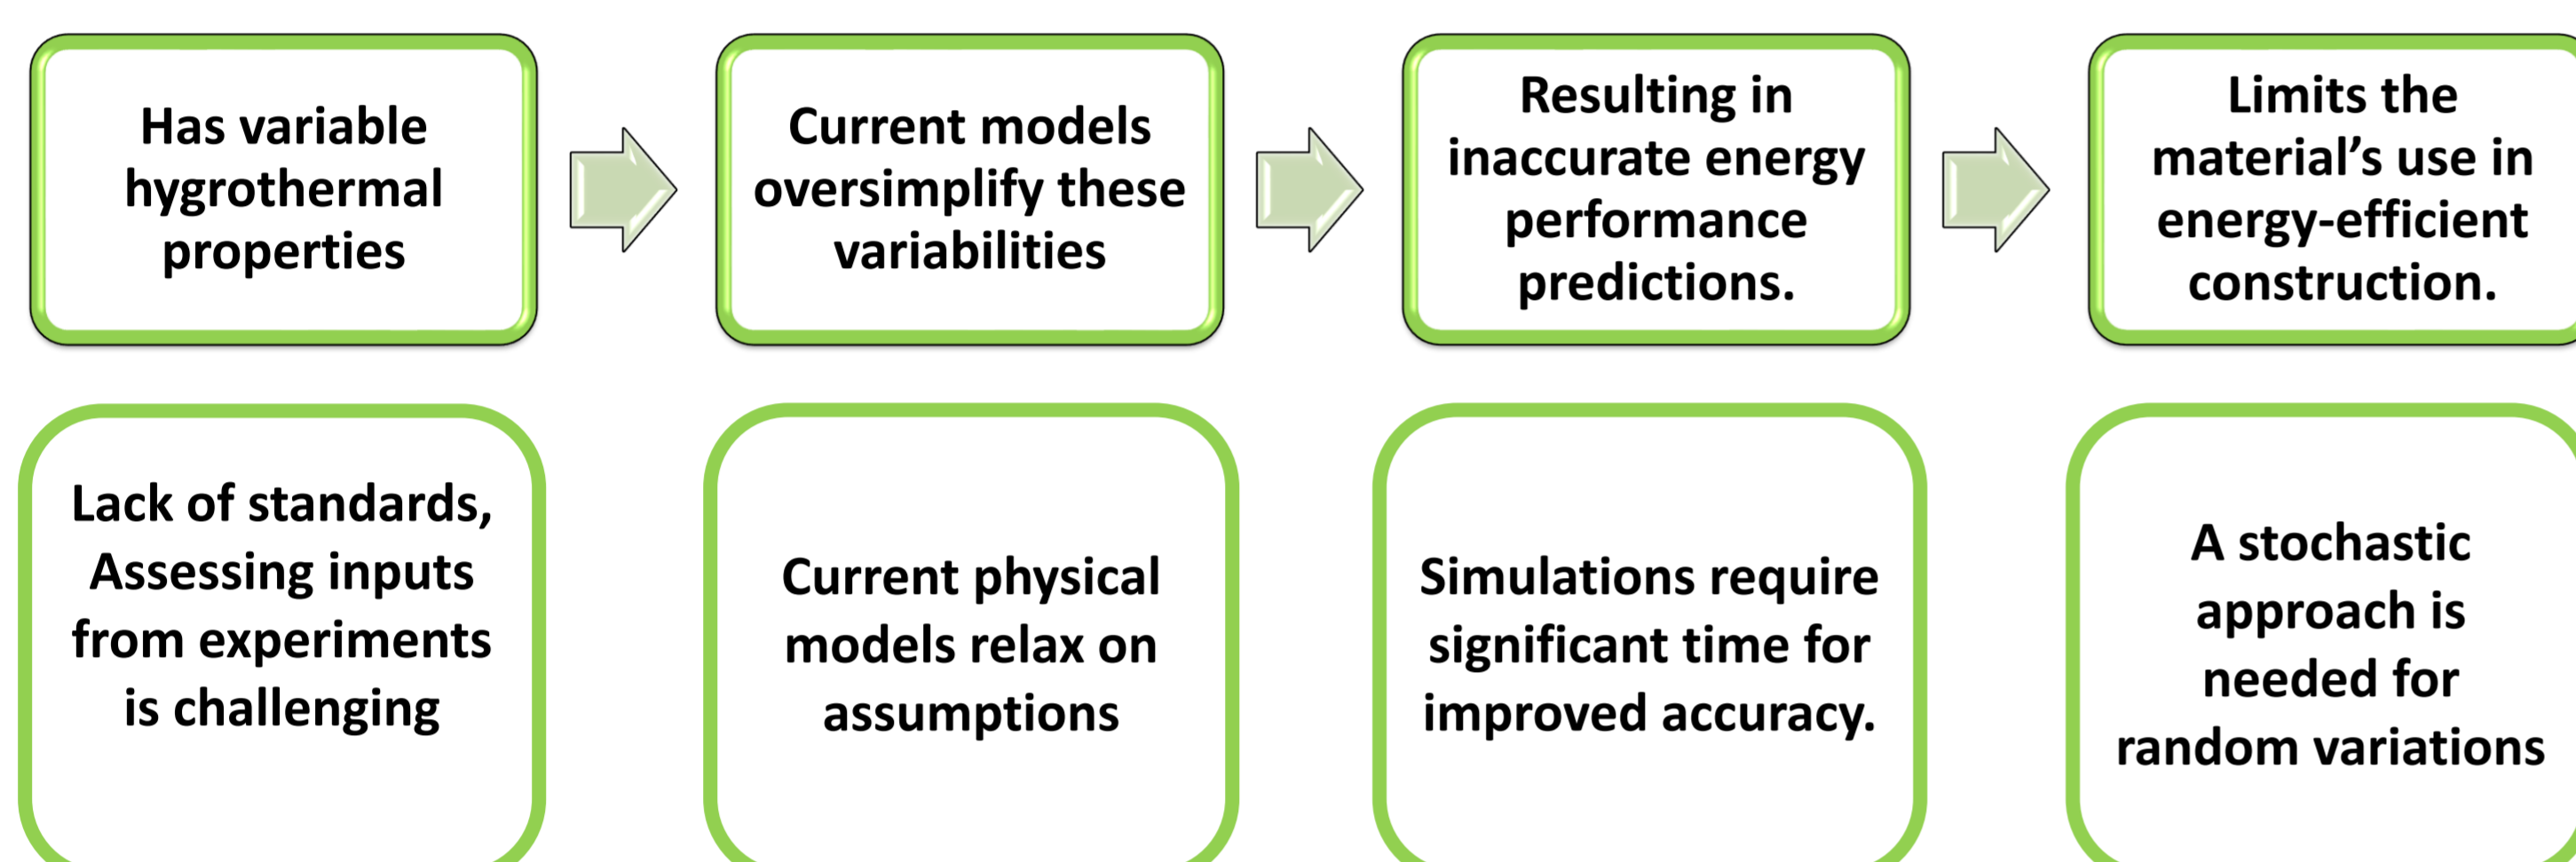 Has variable
hygrothermal
properties
Current models
oversimplify these
variabilities
Resulting in
inaccurate energy
performance
predictions.
Limits the
material’s use in
energy-efficient
construction.
Lack of standards,
Assessing inputs
from experiments
is challenging
Current physical
models relax on
assumptions
Simulations require
significant time for
improved accuracy.
A stochastic
approach is
needed for
random variations